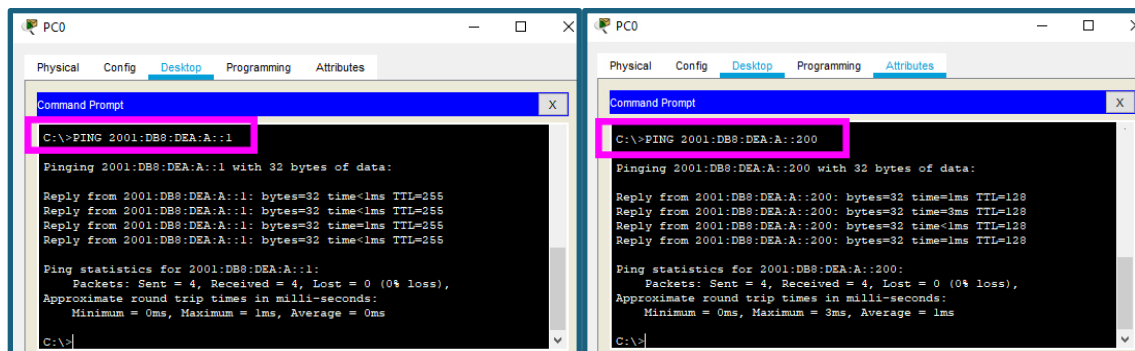 PC0
Physical Config Desktop Programming Attributes
Command Prompt
X
C:\>PING 2001:DB8:DEA:A::1
Pinging 2001:DB8:DEA:A::1 with 32 bytes of data:
Reply from 2001:DB8:DEA:A::1: bytes=32 time<1ms TTL=255
Reply from 2001:DB8:DEA:A::1: bytes=32 time<1ms TTL=255
Reply from 2001:DB8:DEA:A::1: bytes=32 time=1ms TTL=255
Reply from 2001:DB8:DEA:A::1: bytes=32 time<1ms TTL=255
Ping statistics for 2001:DB8:DEA:A::1:
Packets: Sent = 4, Received = 4, Lost = 0 (0% loss),
Approximate round trip times in milli-seconds:
Minimum = 0ms, Maximum = 1ms, Average = 0ms
C:\>
PC0
Physical Config Desktop Programming Attributes
Command Prompt
X
C:\>PING 2001:DB8:DEA:A::200
Pinging 2001:DB8:DEA:A::200 with 32 bytes of data:
Reply from 2001:DB8:DEA:A::200: bytes=32 time=1ms TTL=128
Reply from 2001:DB8:DEA:A::200: bytes=32 time=3ms TTL=128
Reply from 2001:DB8:DEA:A::200: bytes=32 time<1ms TTL=128
Reply from 2001:DB8:DEA:A::200: bytes=32 time=1ms TTL=128
Ping statistics for 2001:DB8:DEA:A::200:
Packets: Sent = 4, Received = 4, Lost = 0 (0% loss),
Approximate round trip times in milli-seconds:
Minimum = 0ms, Maximum = 3ms, Average = 1ms
C:\>